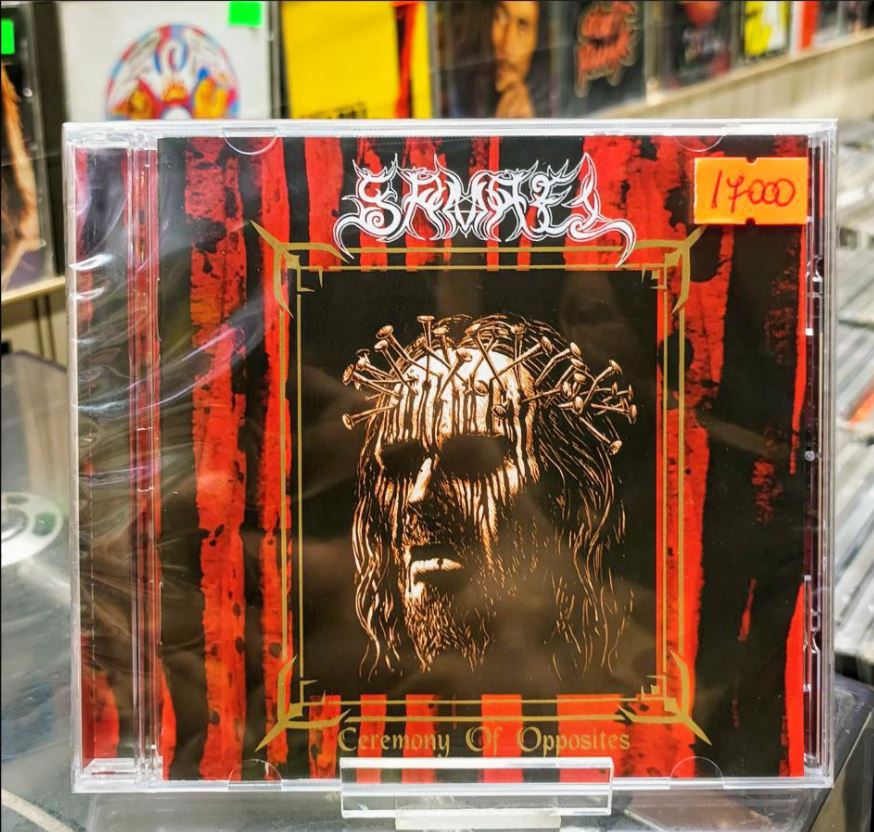 SAMAEL
17000
Ceremony Of Opposites